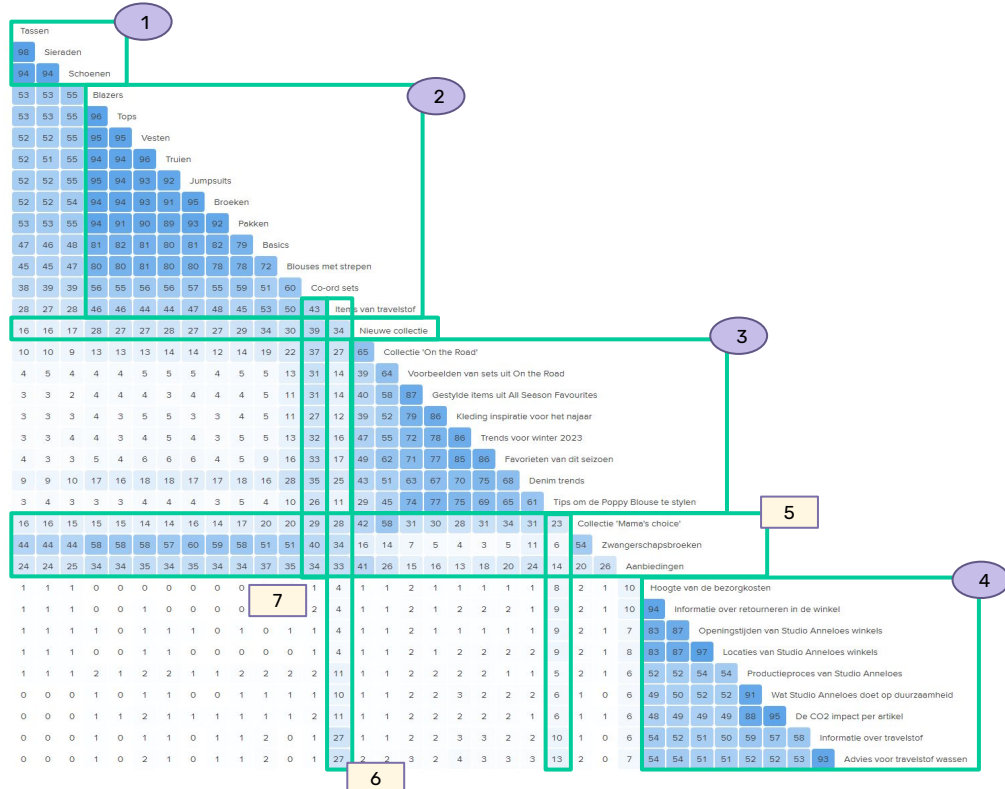 1
Tassen
98 Sieraden
94 94 Schoenen
2
53 53 55 Blazers
53 53 55 96 Tops
52 52 55 95 95 Vesten
52 51 55 94 94 96 Truien
52 52 55 95 94 93 92 Jumpsuits
52 52 54 94 94 93 91 95 Broeken
53 53 55 94 91 90 89 93 92 Pakken
47 46 48 81 82 81 80 81 82 79 Basics
45 45 47 80 80 81 80 80 78 78 72 Blouses met strepen
38 39 39 56 55 56 56 57 55 59 51 60 Co-ord sets
28 27 28 46 46 44 44 47 48 45 53 50 43 Items van travelstof
16 16 17 28 27 27 28 27 27 29 34 30 39 34 Nieuwe collectie
3
10 10 9 13 13 13 14 14 12 14 19 22 37 27 65 Collectie 'On the Road'
4 5 4 4 4 5 5 5 4 5 5 13 31 14 39 64 Voorbeelden van sets uit On the Road
3 3 2 4 4 4 3 4 4 4 5 11 31 14 40 58 87 Gestylde items uit All Season Favourites
3 3 3 4 3 5 5 3 3 4 5 11 27 12 39 52 79 86 Kleding inspiratie voor het najaar
3 3 4 4 3 4 5 4 3 5 5 13 32 16 47 55 72 78 86 Trends voor winter 2023
4 3 3 5 4 6 6 6 4 5 9 16 33 17 49 62 71 77 85 86 Favorieten van dit seizoen
9 9 10 17 16 18 18 17 17 18 16 28 35 25 43 51 63 67 70 75 68 Denim trends
3 4 3 3 3 4 4 4 3 5 4 10 26 11 29 45 74 77 75 69 65 61 Tips om de Poppy Blouse te stylen
5
16 16 15 15 15 14 14 16 14 17 20 20 29 28 42 58 31 30 28 31 34 31 23 Collectie 'Mama's choice'
44 44 44 58 58 58 57 60 59 58 51 51 40 34 16 14 7 5 4 3 5 11 6 54 Zwangerschapsbroeken
24 24 25 34 34 35 34 35 34 34 37 35 34 33 41 26 15 16 13 18 20 24 14 20 26 Aanbiedingen
4
1 1 1 0 0 0 0 0 0 1 4 1 1 2 1 1 1 1 8 2 1 10 Hoogte van de bezorgkosten
7
1 1 1 0 0 1 0 0 0 2 4 1 1 2 1 2 2 2 1 9 2 1 10 94 Informatie over retourneren in de winkel
1 1 1 1 0 1 1 1 0 1 0 1 1 4 1 1 2 1 1 1 1 1 9 2 1 7 83 87 Openingstijden van Studio Anneloes winkels
1 1 1 1 0 0 1 1 0 0 0 0 1 4 1 1 2 1 2 2 2 2 9 2 1 8 83 87 97 Locaties van Studio Anneloes winkels
1 1 1 2 1 2 2 1 1 2 2 2 2 11 1 1 2 2 2 2 1 1 5 2 1 6 52 52 54 54 Productieproces van Studio Anneloes
0 0 0 1 0 1 1 0 0 1 1 1 1 10 1 1 2 2 3 2 2 2 6 1 0 6 49 50 52 52 91 Wat Studio Anneloes doet op duurzaamheid
0 0 0 1 1 2 1 1 1 1 1 1 2 11 1 1 2 2 2 2 2 1 6 1 1 6 48 49 49 49 88 95 De CO2 impact per artikel
0 0 0 1 0 1 1 0 1 1 2 0 1 27 1 1 2 2 3 3 2 2 10 1 0 6 54 52 51 50 59 57 58 Informatie over travelstof
0 0 0 1 0 2 1 0 1 1 2 0 1 27 2 2 3 2 4 3 3 3 13 2 0 7 54 54 51 51 52 52 53 93 Advies voor travelstof wassen
6